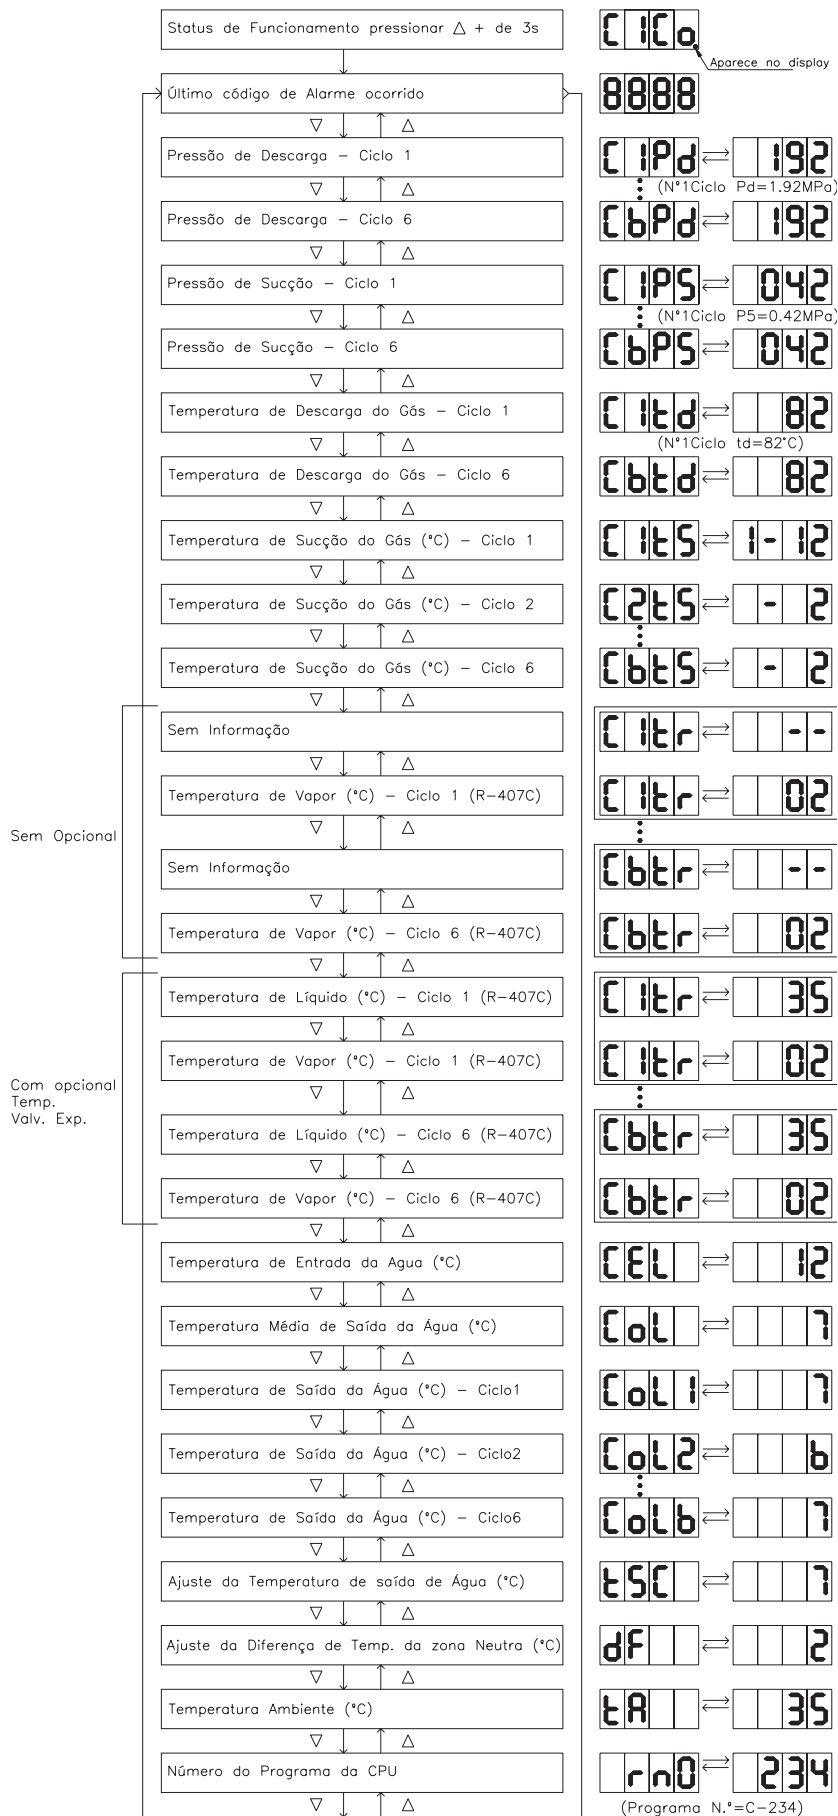 Status de Funcionamento pressionar △ + de 3s
C1Co.
Aparece no display
Último código de Alarme ocorrido
8888
▽ △
Pressão de Descarga – Ciclo 1
C1Pd ⇄ 192
(N°1Ciclo Pd=1.92MPa)
▽ △
Pressão de Descarga – Ciclo 6
CbPd ⇄ 192
▽ △
Pressão de Sucção – Ciclo 1
C1PS ⇄ 042
(N°1Ciclo P5=0.42MPa)
▽ △
Pressão de Sucção – Ciclo 6
CbPS ⇄ 042
▽ △
Temperatura de Descarga do Gás – Ciclo 1
C1td ⇄ 82
(N°1Ciclo td=82°C)
▽ △
Temperatura de Descarga do Gás – Ciclo 6
Cbtd ⇄ 82
▽ △
Temperatura de Sucção do Gás (°C) – Ciclo 1
C1tS ⇄ 1-12
▽ △
Temperatura de Sucção do Gás (°C) – Ciclo 2
C2tS ⇄ - 2
▽ △
Temperatura de Sucção do Gás (°C) – Ciclo 6
CbtS ⇄ - 2
▽ △
Sem Informação
C1tr ⇄ --
▽ △
Temperatura de Vapor (°C) – Ciclo 1 (R–407C)
C1tr ⇄ 02
Sem Opcional
▽ △
Sem Informação
Cbtr ⇄ --
▽ △
Temperatura de Vapor (°C) – Ciclo 6 (R–407C)
Cbtr ⇄ 02
▽ △
Temperatura de Líquido (°C) – Ciclo 1 (R–407C)
C1tr ⇄ 35
▽ △
Temperatura de Vapor (°C) – Ciclo 1 (R–407C)
C1tr ⇄ 02
Com opcional
Temp.
Valv. Exp.
▽ △
Temperatura de Líquido (°C) – Ciclo 6 (R–407C)
Cbtr ⇄ 35
▽ △
Temperatura de Vapor (°C) – Ciclo 6 (R–407C)
Cbtr ⇄ 02
▽ △
Temperatura de Entrada da Agua (°C)
CEL ⇄ 12
▽ △
Temperatura Média de Saída da Água (°C)
CoL ⇄ 7
▽ △
Temperatura de Saída da Água (°C) – Ciclo1
CoL1 ⇄ 7
▽ △
Temperatura de Saída da Água (°C) – Ciclo2
CoL2 ⇄ b
▽ △
Temperatura de Saída da Água (°C) – Ciclo6
CoLb ⇄ 7
▽ △
Ajuste da Temperatura de saída de Água (°C)
tSC ⇄ 7
▽ △
Ajuste da Diferença de Temp. da zona Neutra (°C)
dF ⇄ 2
▽ △
Temperatura Ambiente (°C)
tA ⇄ 35
▽ △
Número do Programa da CPU
rn0 ⇄ 234
(Programa N.°=C–234)
▽ △